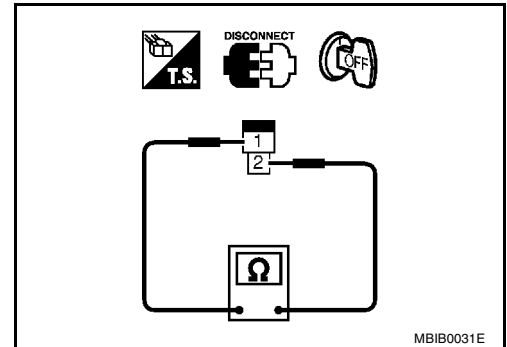 T.S.
DISCONNECT
OFF
1
2
Ω
MBIB0031E